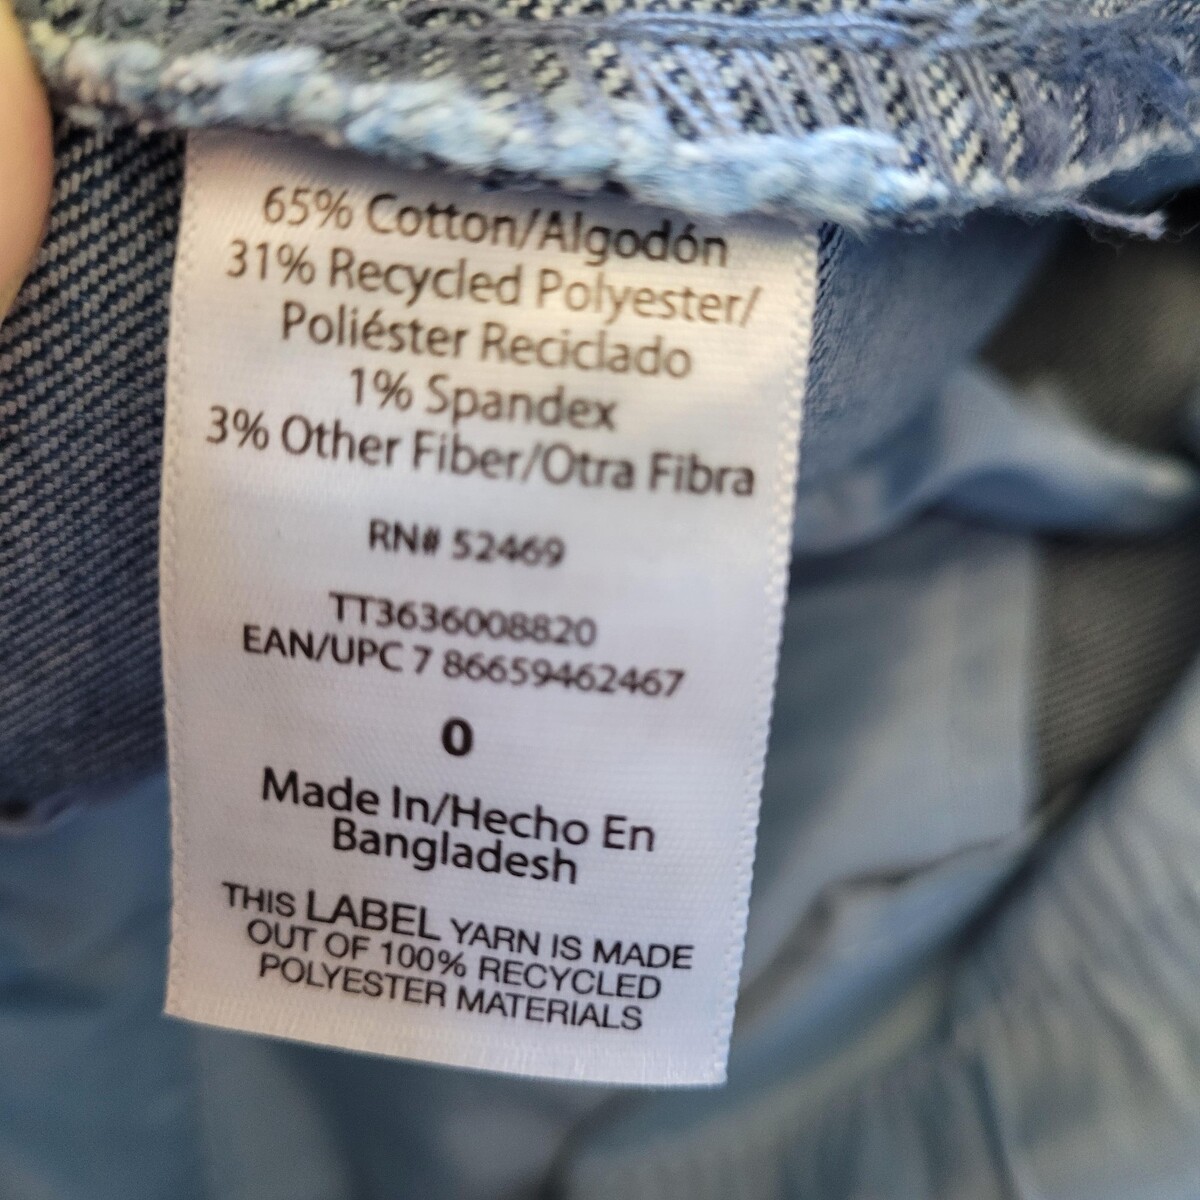 65% Cotton/Algodón
31% Recycled Polyester/
Poliéster Reciclado
1% Spandex
3% Other Fiber/Otra Fibra
RN# 52469
TT3636008820
EAN/UPC 7 86659462467
0
Made In/Hecho En
Bangladesh
THIS LABEL YARN IS MADE
OUT OF 100% RECYCLED
POLYESTER MATERIALS